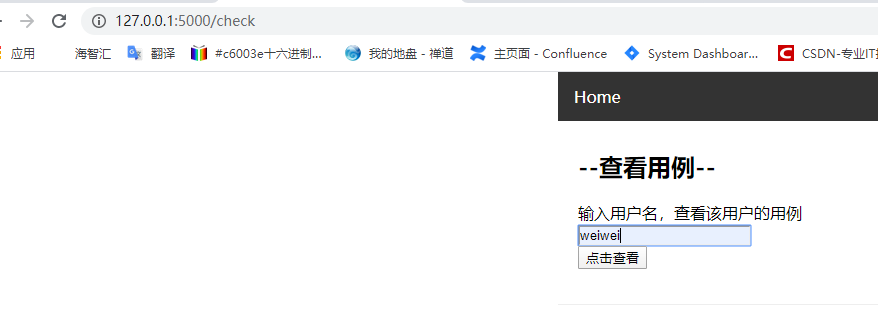 127.0.0.1:5000/check
应用 海智汇 翻译 #c6003e十六进制... 我的地盘 - 禅道 主页面 - Confluence System Dashboar... CSDN-专业IT技
Home
--查看用例--
输入用户名，查看该用户的用例
weiwei
点击查看